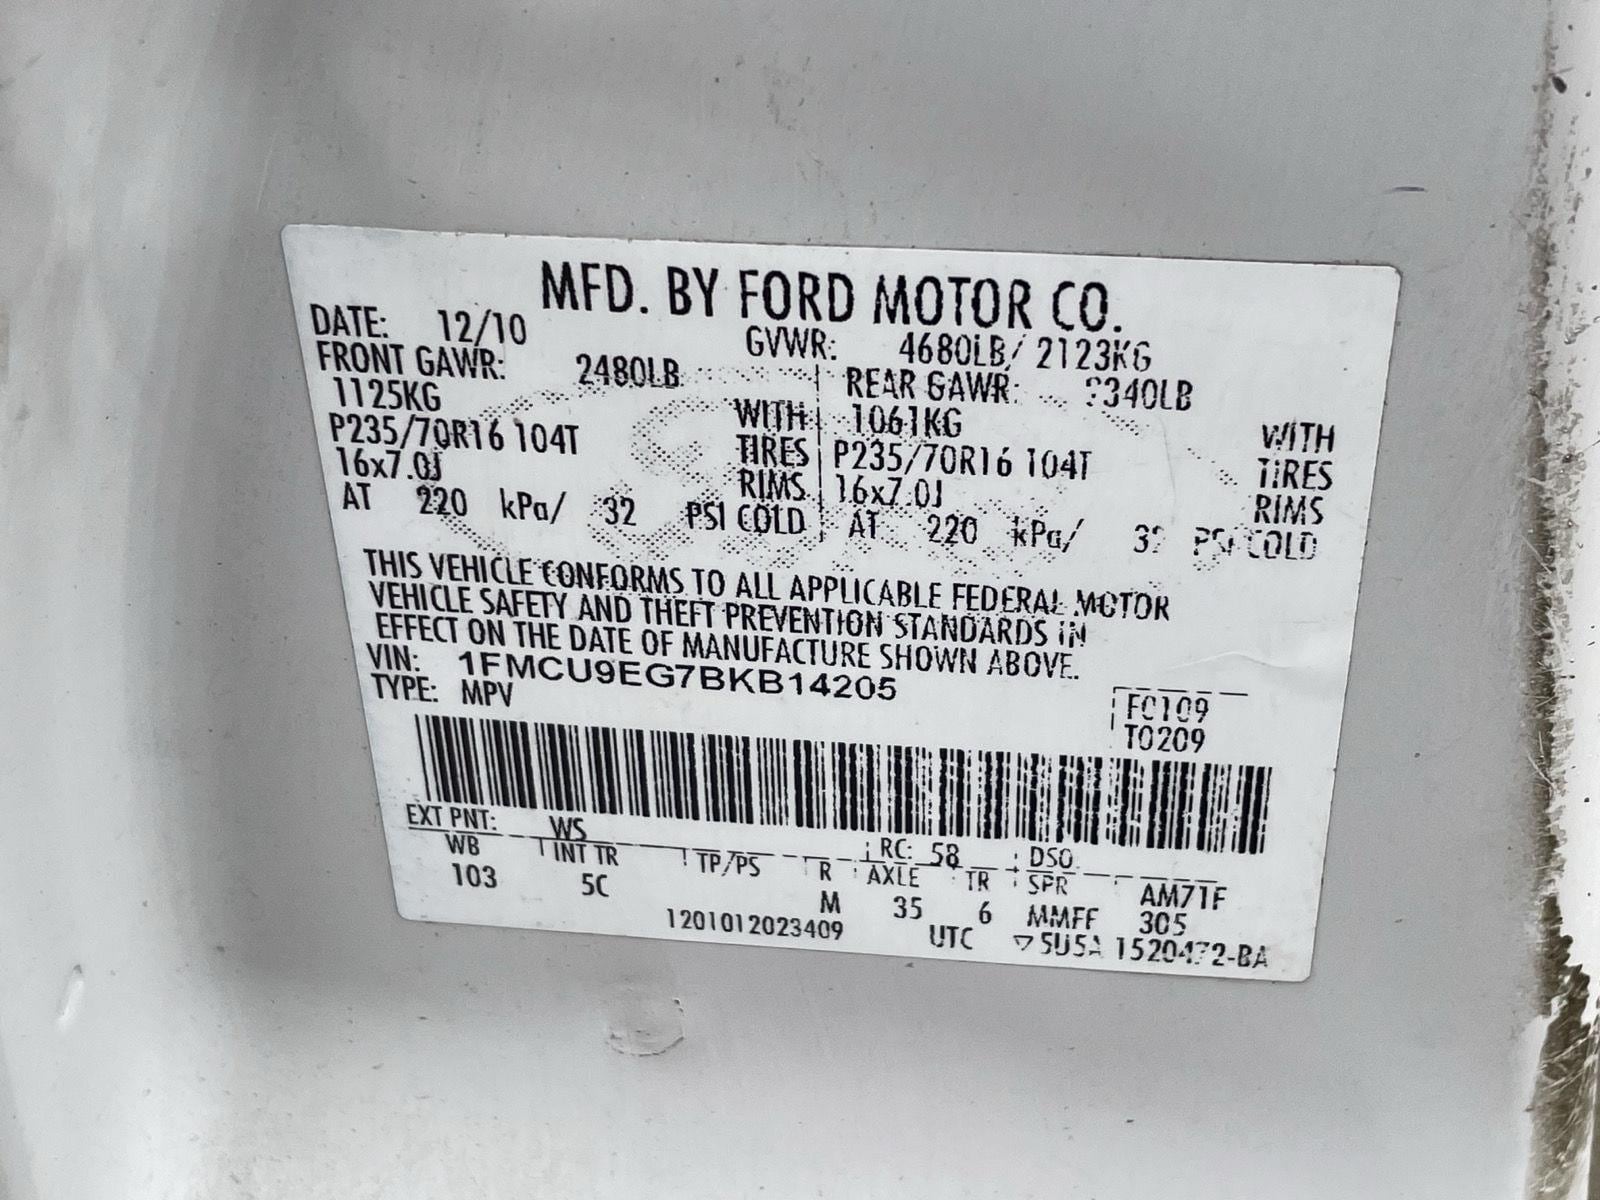 MFD. BY FORD MOTOR CO.
DATE: 12/10 GVWR: 4680LB/ 2123KG
FRONT GAWR: 2480LB REAR GAWR: 2340LB
1125KG WITH 1061KG WITH
P235/70R16 104T TIRES P235/70R16 104T TIRES
16x7.0J RIMS 16x7.0J RIMS
AT 220 kPa/ 32 PSI COLD AT 220 kPa/ 32 PSI COLD
THIS VEHICLE CONFORMS TO ALL APPLICABLE FEDERAL MOTOR
VEHICLE SAFETY AND THEFT PREVENTION STANDARDS IN
EFFECT ON THE DATE OF MANUFACTURE SHOWN ABOVE.
VIN: 1FMCU9EG7BKB14205
TYPE: MPV
F0109
T0209
EXT PNT: WS RC: 58 DSO
WB INT TR TP/PS R AXLE TR SPR AM71F
103 5C M 35 6 MMFF 305
1201012023409 UTC ▽5U5A 1520472-BA